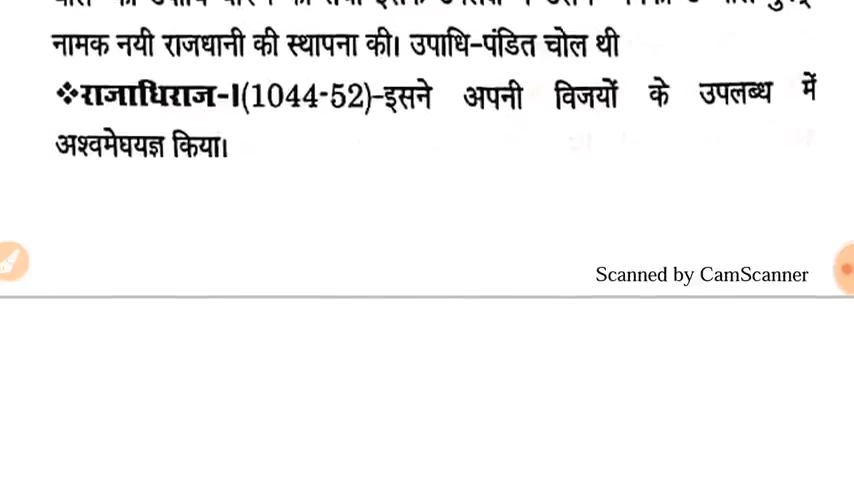 नामक नयी राजधानी की स्थापना की। उपाधि-पंडित चोल थी
❖राजाधिराज-I(1044-52)-इसने अपनी विजयों के उपलब्ध में
अश्वमेघयज्ञ किया।
Scanned by CamScanner